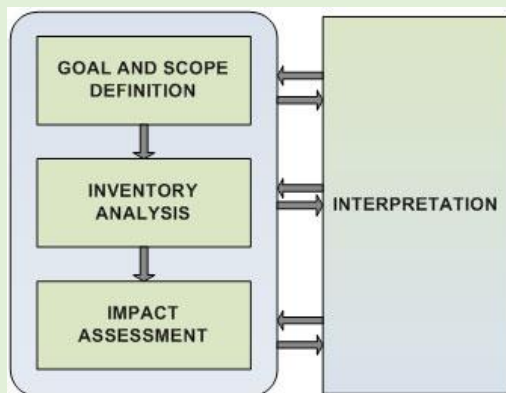 GOAL AND SCOPE
DEFINITION
INVENTORY
ANALYSIS
INTERPRETATION
IMPACT
ASSESSMENT